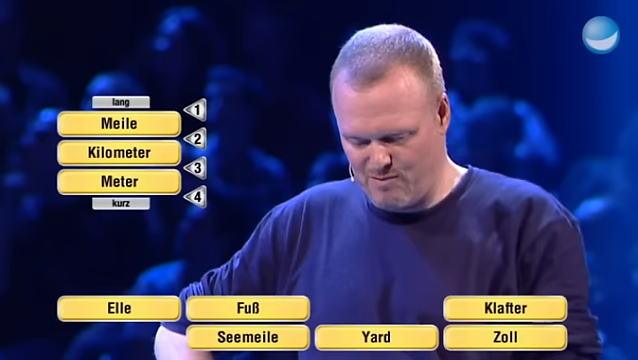 lang
1
Meile
2
Kilometer
3
Meter
4
kurz
Elle Fuß Klafter
Seemeile Yard Zoll